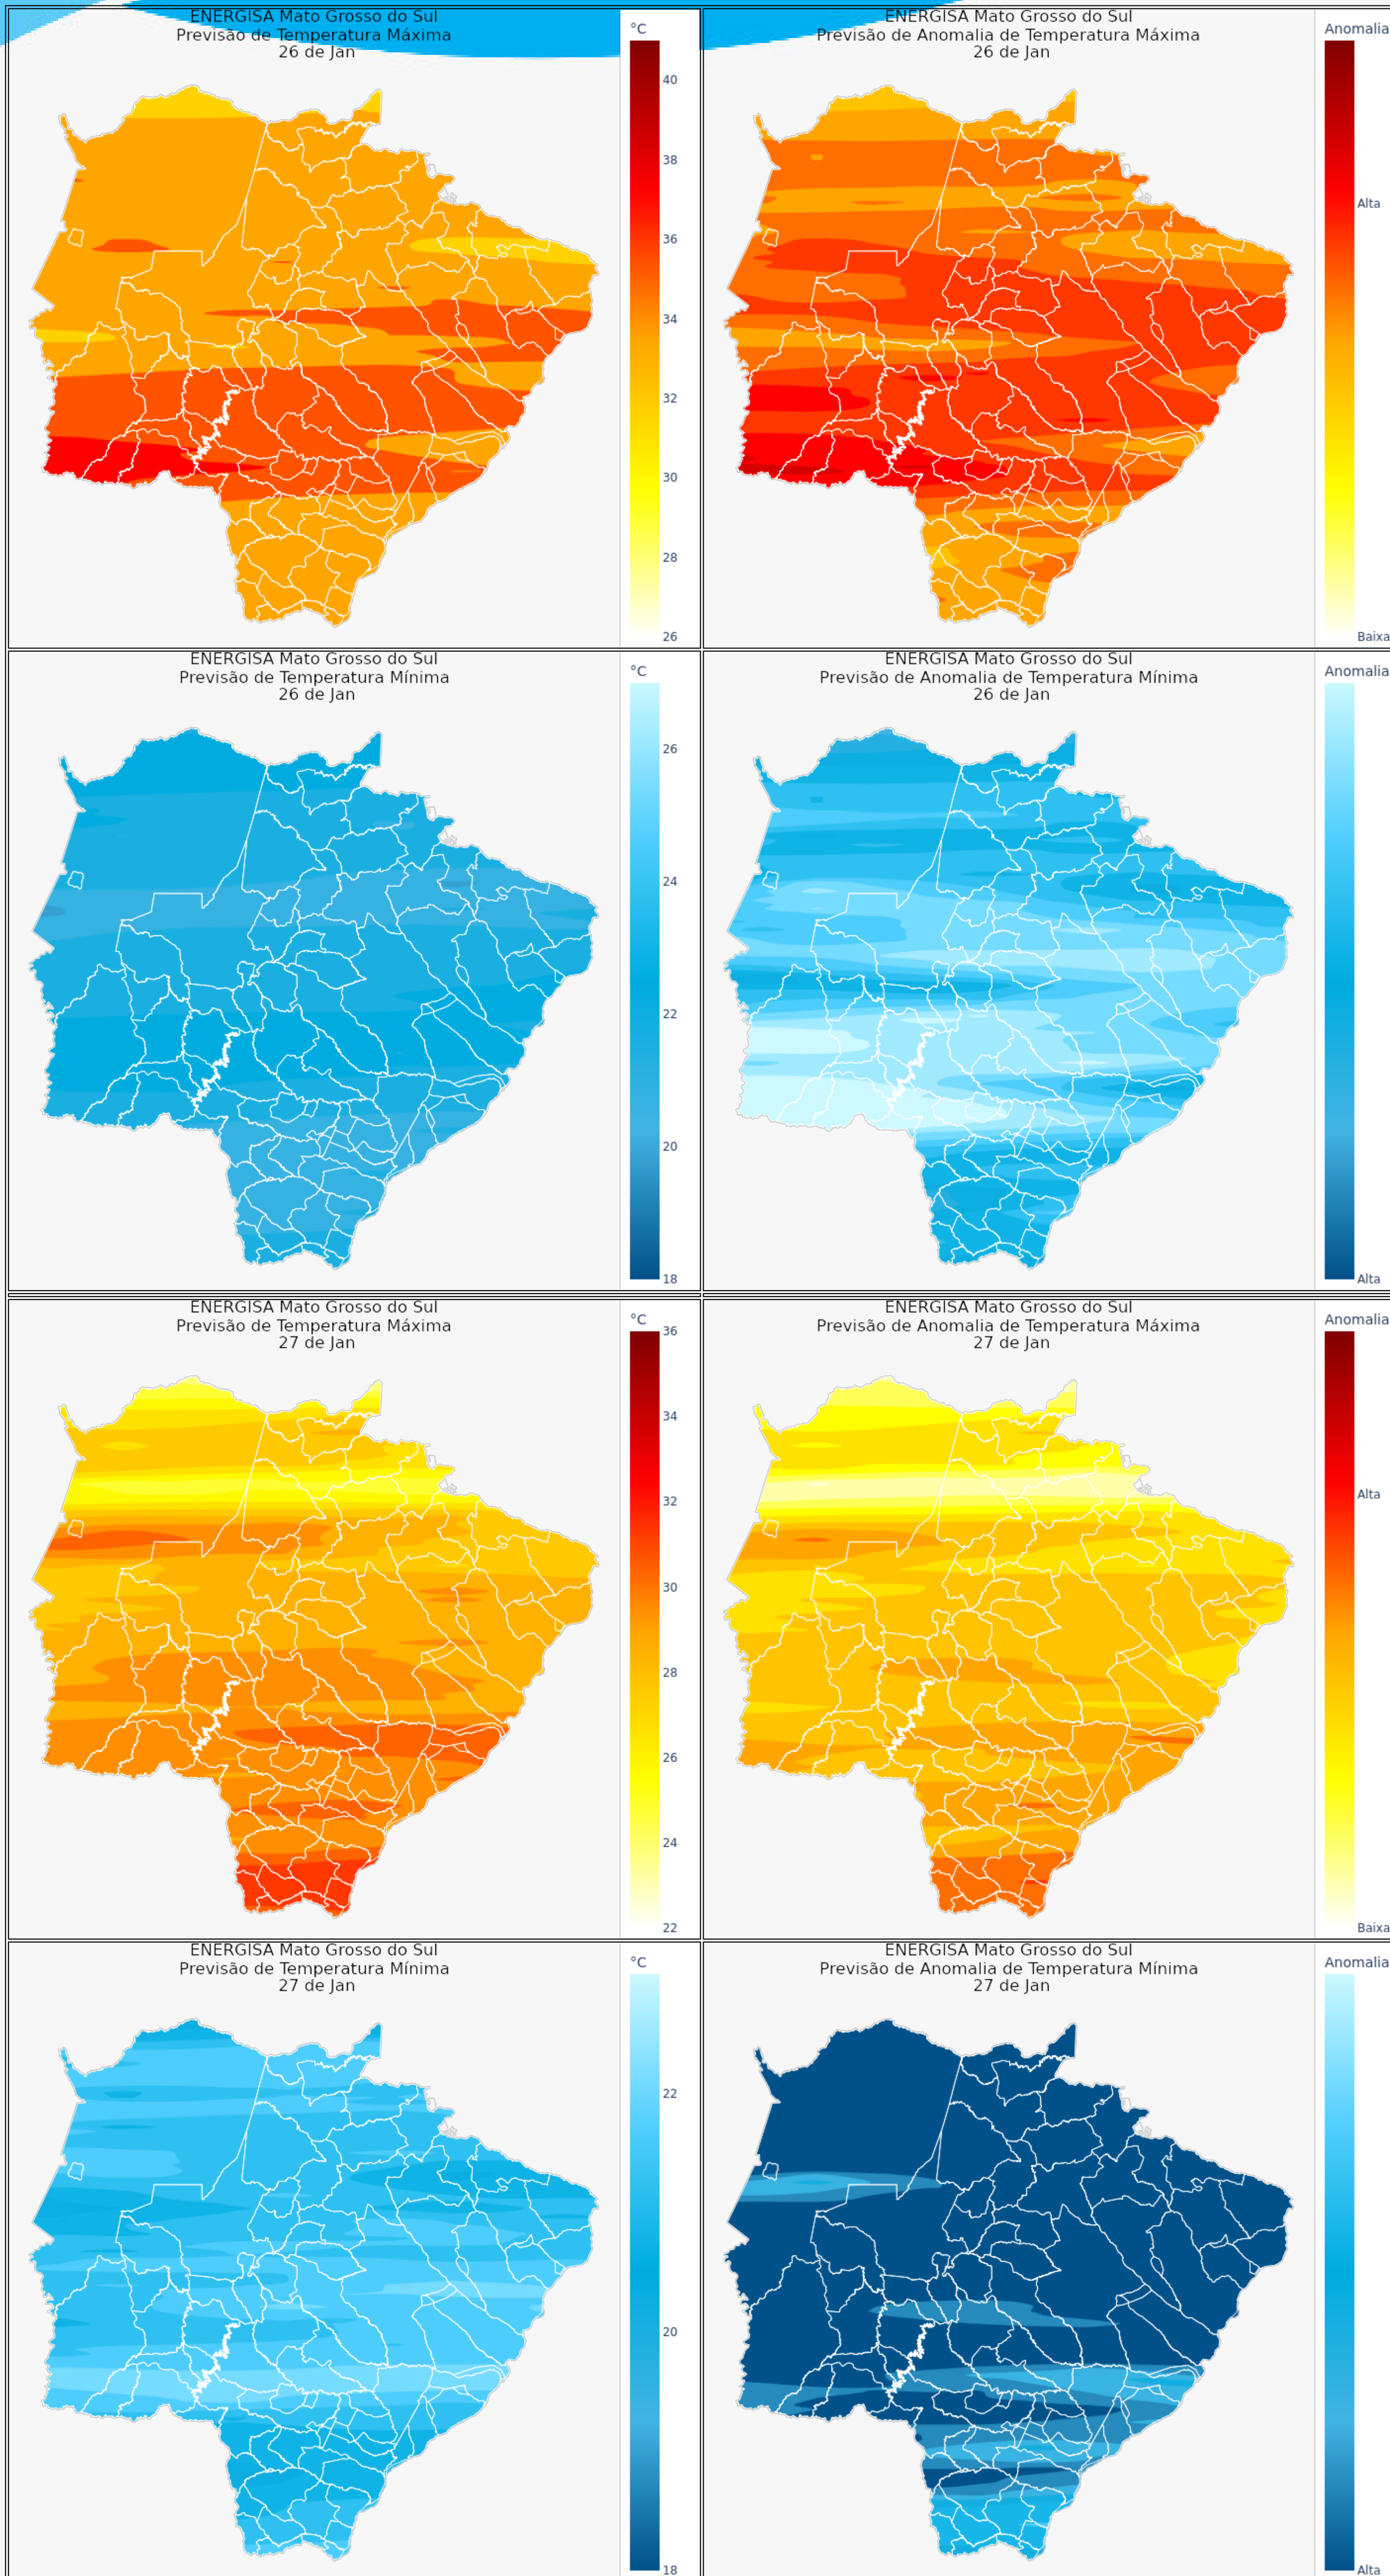 ENERGISA Mato Grosso do Sul
Previsão de Temperatura Máxima
26 de Jan
°C
40
38
36
34
32
30
28
26
ENERGISA Mato Grosso do Sul
Previsão de Anomalia de Temperatura Máxima
26 de Jan
Anomalia
Alta
Baixa
ENERGISA Mato Grosso do Sul
Previsão de Temperatura Mínima
26 de Jan
°C
26
24
22
20
18
ENERGISA Mato Grosso do Sul
Previsão de Anomalia de Temperatura Mínima
26 de Jan
Anomalia
Alta
ENERGISA Mato Grosso do Sul
Previsão de Temperatura Máxima
27 de Jan
°C
36
34
32
30
28
26
24
22
ENERGISA Mato Grosso do Sul
Previsão de Anomalia de Temperatura Máxima
27 de Jan
Anomalia
Alta
Baixa
ENERGISA Mato Grosso do Sul
Previsão de Temperatura Mínima
27 de Jan
°C
22
20
18
ENERGISA Mato Grosso do Sul
Previsão de Anomalia de Temperatura Mínima
27 de Jan
Anomalia
Alta